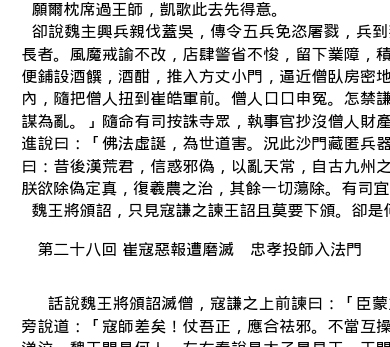 願爾枕席過王師，凱歌此去先得意。
卻說魏主興兵親伐蓋吳，傳令五兵免恣屠戮，兵到
長者。風魔戒諭不改，店肆警省不悛，留下業障，積
便鋪設酒饌，酒酣，推入方丈小門，逼近僧臥房密地
內，隨把僧人扭到崔皓軍前。僧人口口申冤。怎禁謙
謀為亂。」隨命有司按誅寺眾，執事官抄沒僧人財產
進說曰：「佛法虛誕，為世道害。況此沙門藏匿兵器
曰：昔後漢荒君，信惑邪偽，以亂天常，自古九州之
朕欲除偽定真，復羲農之治，其餘一切蕩除。有司宜
魏王將頒詔，只見寇謙之諫王詔且莫要下頒。卻是何
第二十八回 崔寇惡報遭磨滅　忠孝投師入法門
話說魏王將頒詔滅僧，寇謙之上前諫曰：「臣蒙
旁說道：「寇師差矣！仗吾正，應合祛邪。不當互操